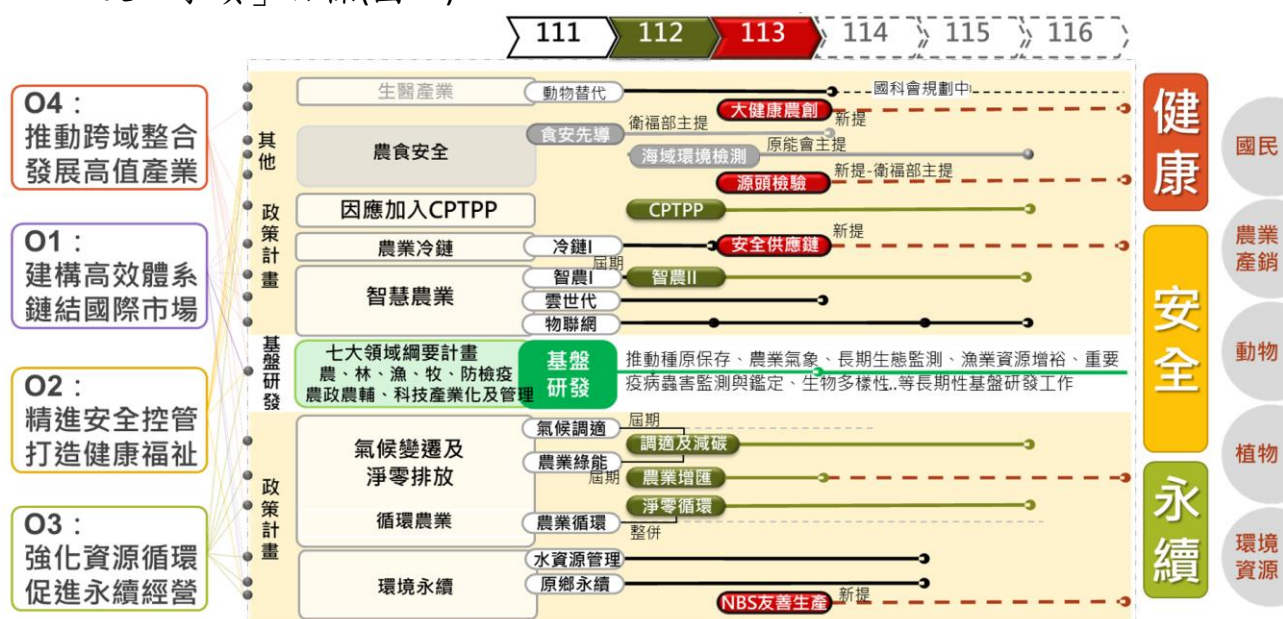 111
112
113
114
115
116
O4：
推動跨域整合
發展高值產業
O1：
建構高效體系
鏈結國際市場
O2：
精進安全控管
打造健康福祉
O3：
強化資源循環
促進永續經營
其他
政策計畫
生醫產業
動物替代
國科會規劃中
大健康農創
新提
農食安全
食安先導
衛福部主提
海域環境檢測
原能會主提
源頭檢驗
新提-衛福部主提
因應加入CPTPP
CPTPP
農業冷鏈
冷鏈I
安全供應鏈
新提
智慧農業
屆期
智農I
智農II
雲世代
物聯網
基盤研發
七大領域綱要計畫
農、林、漁、牧、防檢疫
農政農輔、科技產業化及管理
基盤
研發
推動種原保存、農業氣象、長期生態監測、漁業資源增裕、重要
疫病蟲害監測與鑑定、生物多樣性..等長期性基盤研發工作
政策計畫
氣候變遷及
淨零排放
循環農業
氣候調適
屆期
調適及減碳
農業綠能
屆期
農業增匯
淨零循環
農業循環
整併
環境永續
水資源管理
原鄉永續
NBS友善生產
新提
健康
安全
永續
國民
農業
產銷
動物
植物
環境
資源